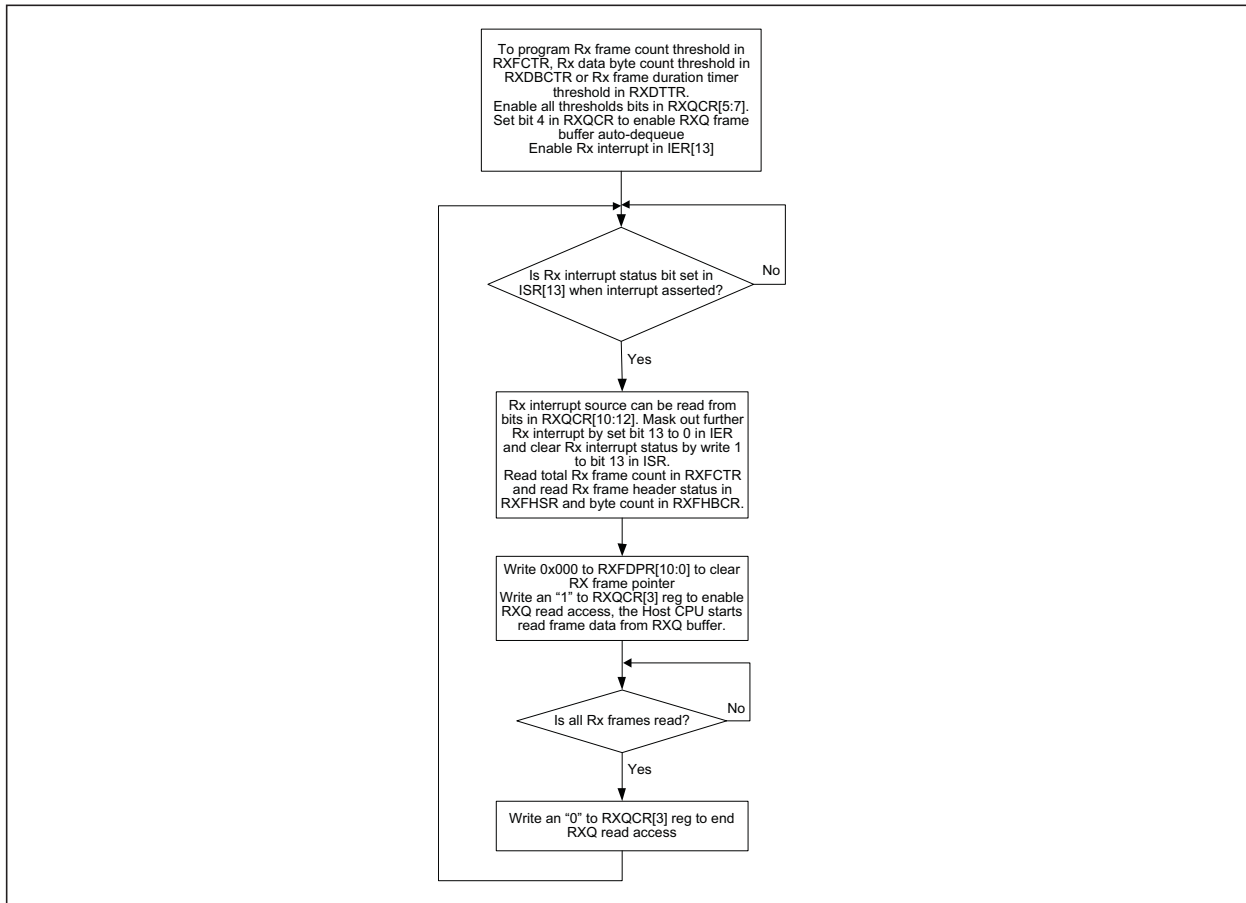 To program Rx frame count threshold in
RXFCTR, Rx data byte count threshold in
RXDBCTR or Rx frame duration timer
threshold in RXDTTR.
Enable all thresholds bits in RXQCR[5:7].
Set bit 4 in RXQCR to enable RXQ frame
buffer auto-dequeue
Enable Rx interrupt in IER[13]
Is Rx interrupt status bit set in
ISR[13] when interrupt asserted?
No
Yes
Rx interrupt source can be read from
bits in RXQCR[10:12]. Mask out further
Rx interrupt by set bit 13 to 0 in IER
and clear Rx interrupt status by write 1
to bit 13 in ISR.
Read total Rx frame count in RXFCTR
and read Rx frame header status in
RXFHSR and byte count in RXFHBCR.
Write 0x000 to RXFDPR[10:0] to clear
RX frame pointer
Write an “1” to RXQCR[3] reg to enable
RXQ read access, the Host CPU starts
read frame data from RXQ buffer.
Is all Rx frames read?
No
Yes
Write an “0” to RXQCR[3] reg to end
RXQ read access